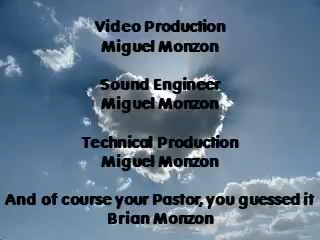 Video Production
Miguel Monzon
Sound Engineer
Miguel Monzon
Technical Production
Miguel Monzon
And of course your Pastor, you guessed it
Brian Monzon